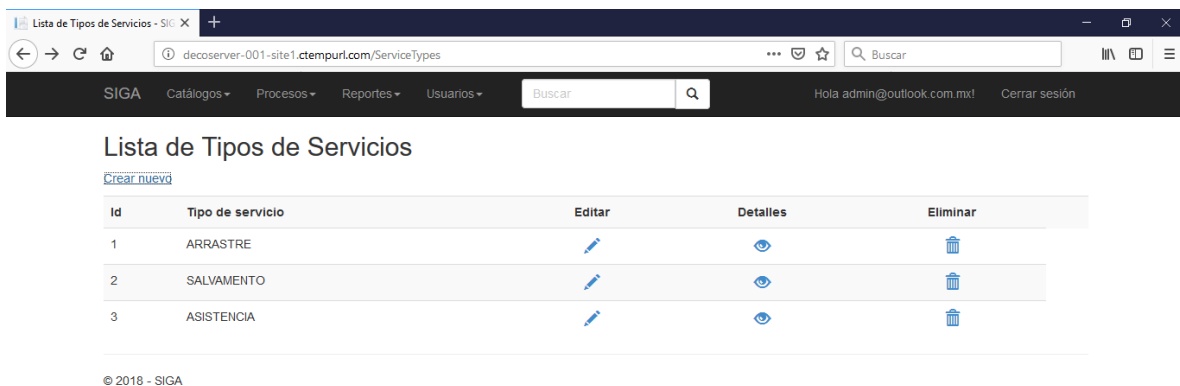 Lista de Tipos de Servicios - SIG
decoserver-001-site1.ctempurl.com/ServiceTypes
Buscar
SIGA Catálogos Procesos Reportes Usuarios Buscar Hola admin@outlook.com.mx! Cerrar sesión
Lista de Tipos de Servicios
Crear nuevo
Id Tipo de servicio Editar Detalles Eliminar
1 ARRASTRE
2 SALVAMENTO
3 ASISTENCIA
© 2018 - SIGA